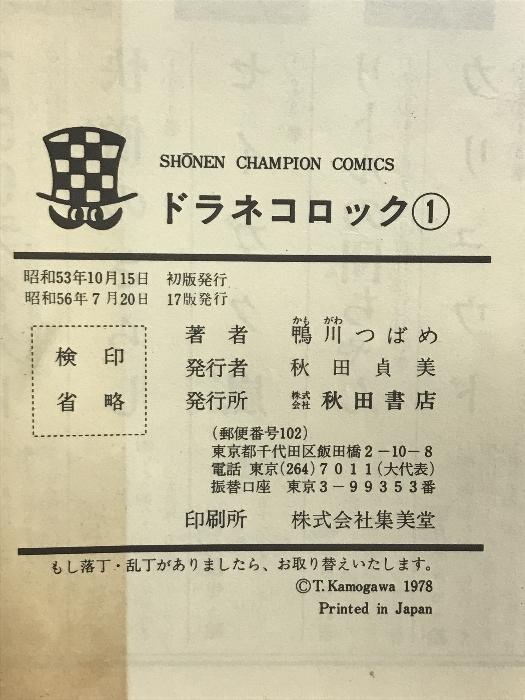 SHŌNEN CHAMPION COMICS
ドラネコロック①
昭和53年10月15日 初版発行
昭和56年7月20日 17版発行
検印
省略
著者 鴨川つばめ
かも がわ
発行者 秋田貞美
発行所 株式会社 秋田書店
(郵便番号102)
東京都千代田区飯田橋2-10-8
電話 東京(264)7011(大代表)
振替口座 東京3-99353番
印刷所 株式会社集美堂
もし落丁・乱丁がありましたら、お取り替えいたします。
©T. Kamogawa 1978
Printed in Japan